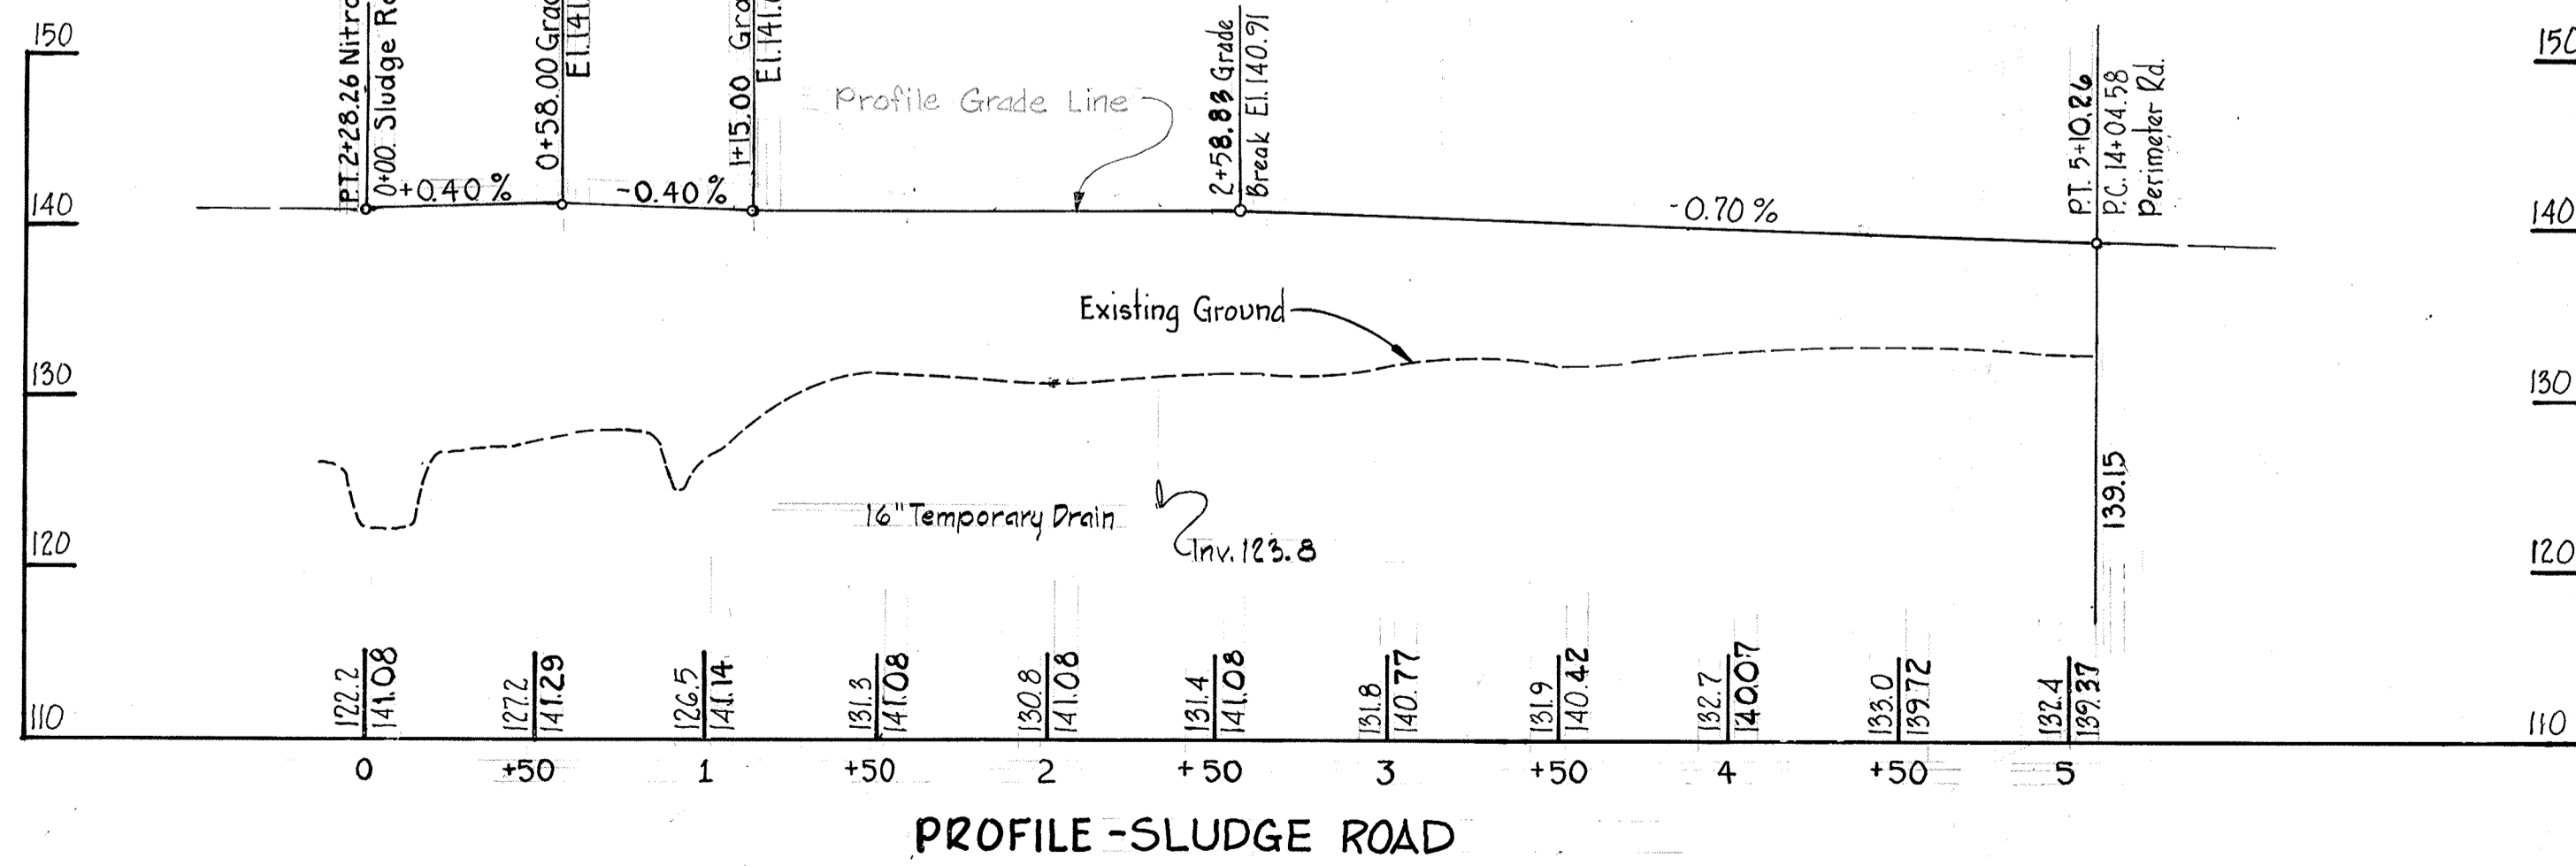 150
P.T. 2+28.26
0+00. Sludge
0+58.00
1+15.00
2+58.83 Grade
Break El. 140.91
P.T. 5+10.26
P.C. 14+04.58
Perimeter Rd.
150
Profile Grade Line
+0.40%
-0.40%
-0.70%
140
140
Existing Ground
130
130
16" Temporary Drain
Inv. 123.8
139.15
120
120
122.2
141.08
127.2
141.29
126.5
141.14
131.3
141.08
130.8
141.08
131.4
141.08
131.8
140.77
131.9
140.42
132.7
140.07
133.0
139.72
132.4
139.37
110
110
0 +50 1 +50 2 +50 3 +50 4 +50 5
PROFILE - SLUDGE ROAD